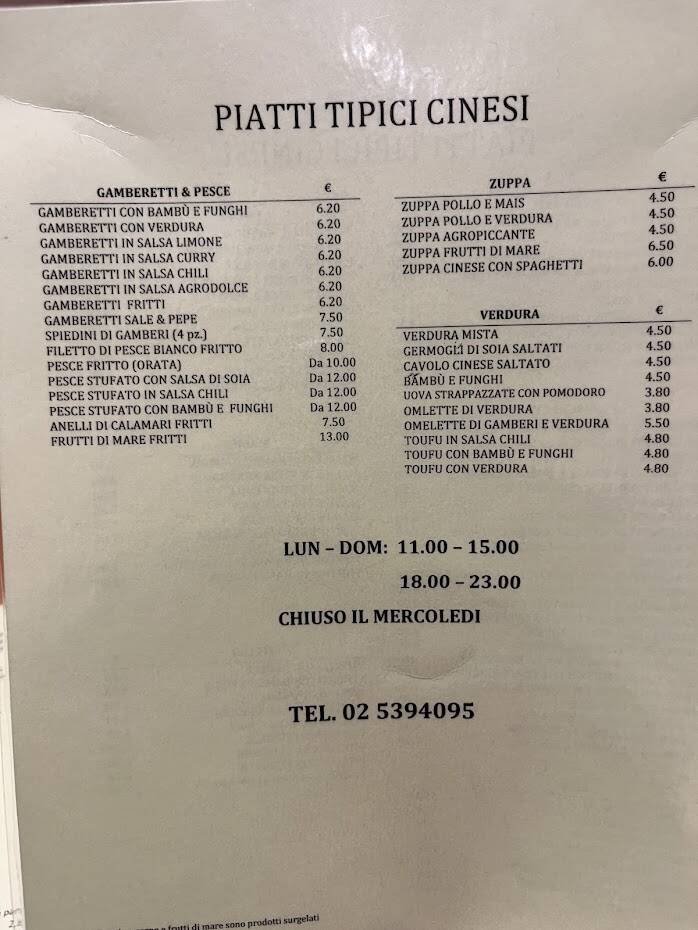 PIATTI TIPICI CINESI
GAMBERETTI & PESCE €
GAMBERETTI CON BAMBÙ E FUNGHI 6.20
GAMBERETTI CON VERDURA 6.20
GAMBERETTI IN SALSA LIMONE 6.20
GAMBERETTI IN SALSA CURRY 6.20
GAMBERETTI IN SALSA CHILI 6.20
GAMBERETTI IN SALSA AGRODOLCE 6.20
GAMBERETTI FRITTI 6.20
GAMBERETTI SALE & PEPE 7.50
SPIEDINI DI GAMBERI (4 pz.) 7.50
FILETTO DI PESCE BIANCO FRITTO 8.00
PESCE FRITTO (ORATA) Da 10.00
PESCE STUFATO CON SALSA DI SOIA Da 12.00
PESCE STUFATO IN SALSA CHILI Da 12.00
PESCE STUFATO CON BAMBÙ E FUNGHI Da 12.00
ANELLI DI CALAMARI FRITTI 7.50
FRUTTI DI MARE FRITTI 13.00
ZUPPA €
ZUPPA POLLO E MAIS 4.50
ZUPPA POLLO E VERDURA 4.50
ZUPPA AGROPICCANTE 4.50
ZUPPA FRUTTI DI MARE 6.50
ZUPPA CINESE CON SPAGHETTI 6.00
VERDURA €
VERDURA MISTA 4.50
GERMOGLI DI SOIA SALTATI 4.50
CAVOLO CINESE SALTATO 4.50
BAMBÙ E FUNGHI 4.50
UOVA STRAPPAZZATE CON POMODORO 3.80
OMLETTE DI VERDURA 3.80
OMELETTE DI GAMBERI E VERDURA 5.50
TOUFU IN SALSA CHILI 4.80
TOUFU CON BAMBÙ E FUNGHI 4.80
TOUFU CON VERDURA 4.80
LUN – DOM: 11.00 – 15.00
18.00 – 23.00
CHIUSO IL MERCOLEDI
TEL. 02 5394095
e frutti di mare sono prodotti surgelati